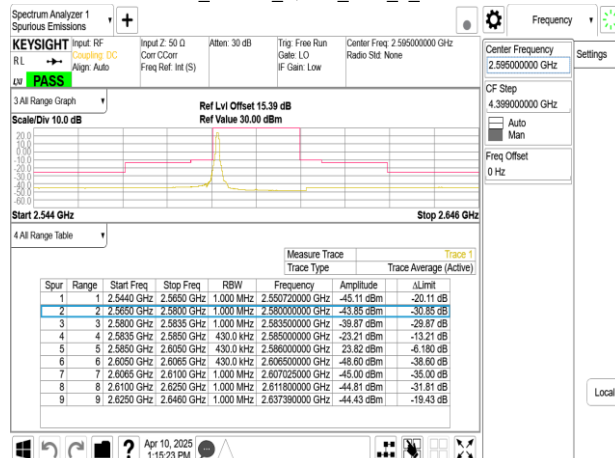 Spectrum Analyzer 1
Spurious Emissions
+
Frequency
KEYSIGHT Input: RF Input Z: 50 Ω Atten: 30 dB Trig: Free Run Center Freq: 2.595000000 GHz
RL Coupling: DC Corr CCorr Gate: LO Radio Std: None
Align: Auto Freq Ref: Int (S) IF Gain: Low
LXI PASS
Center Frequency
2.595000000 GHz
Settings
CF Step
4.399000000 GHz
Auto
Man
Freq Offset
0 Hz
3 All Range Graph
Ref Lvl Offset 15.39 dB
Scale/Div 10.0 dB Ref Value 30.00 dBm
20.0
10.0
0.00
-10.0
-20.0
-30.0
-40.0
-50.0
-60.0
Start 2.544 GHz Stop 2.646 GHz
4 All Range Table
Measure Trace Trace 1
Trace Type Trace Average (Active)
Spur Range Start Freq Stop Freq RBW Frequency Amplitude ΔLimit
1 1 2.5440 GHz 2.5650 GHz 1.000 MHz 2.550720000 GHz -45.11 dBm -20.11 dB
2 2 2.5650 GHz 2.5800 GHz 1.000 MHz 2.580000000 GHz -43.85 dBm -30.85 dB
3 3 2.5800 GHz 2.5835 GHz 1.000 MHz 2.583500000 GHz -39.87 dBm -29.87 dB
4 4 2.5835 GHz 2.5850 GHz 430.0 kHz 2.585000000 GHz -23.21 dBm -13.21 dB
5 5 2.5850 GHz 2.6050 GHz 430.0 kHz 2.586000000 GHz 23.82 dBm -6.180 dB
6 6 2.6050 GHz 2.6065 GHz 430.0 kHz 2.606500000 GHz -48.60 dBm -38.60 dB
7 7 2.6065 GHz 2.6100 GHz 1.000 MHz 2.607025000 GHz -45.00 dBm -35.00 dB
8 8 2.6100 GHz 2.6250 GHz 1.000 MHz 2.611800000 GHz -44.81 dBm -31.81 dB
9 9 2.6250 GHz 2.6460 GHz 1.000 MHz 2.637390000 GHz -44.43 dBm -19.43 dB
Local
? Apr 10, 2025
1:15:23 PM